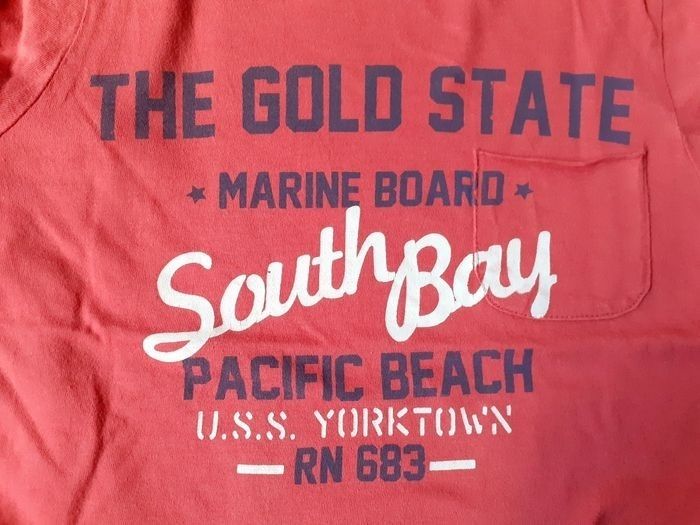 THE GOLD STATE
★ MARINE BOARD ★
South Bay
PACIFIC BEACH
U.S.S. YORKTOWN
— RN 683 —